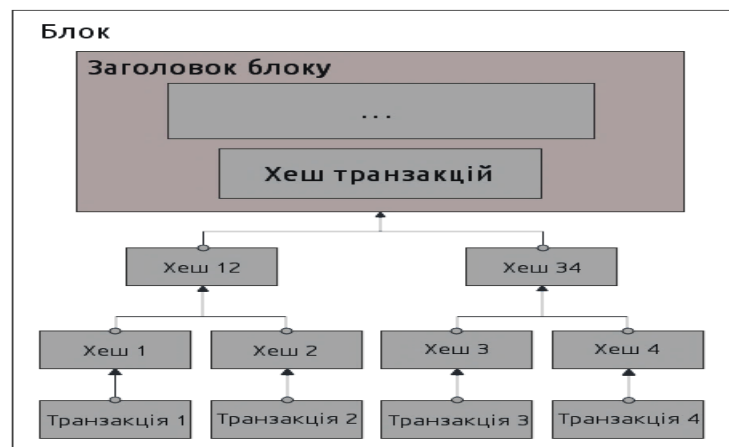 Блок
Заголовок блоку
...
Хеш транзакцій
Хеш 12
Хеш 34
Хеш 1
Хеш 2
Хеш 3
Хеш 4
Транзакція 1
Транзакція 2
Транзакція 3
Транзакція 4